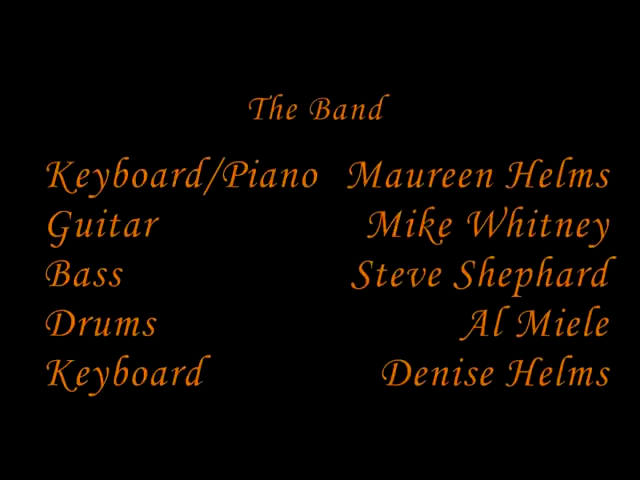 The Band
Keyboard/Piano Maureen Helms
Guitar Mike Whitney
Bass Steve Shephard
Drums Al Miele
Keyboard Denise Helms